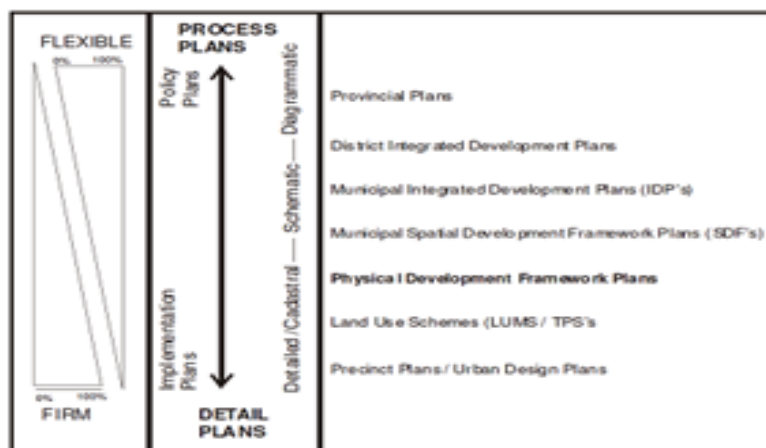 FLEXIBLE
0% 100%
0% 100%
FIRM
PROCESS
PLANS
Policy
Plans
Implementation
Plans
Detailed/Cadastral — Schematic — Diagrammatic
DETAIL
PLANS
Provincial Plans
District Integrated Development Plans
Municipal Integrated Development Plans (IDP's)
Municipal Spatial Development Framework Plans (SDF's)
Physical Development Framework Plans
Land Use Schemes (LUMS / TPS's
Precinct Plans/ Urban Design Plans